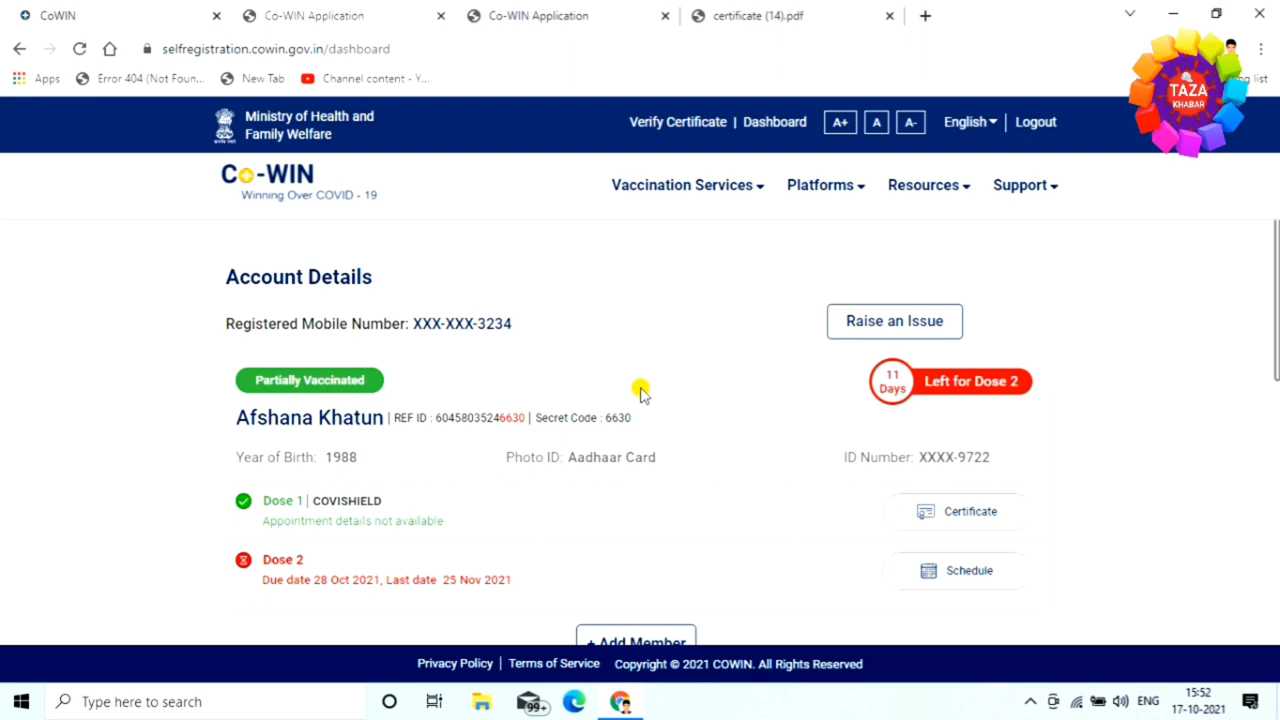 CoWIN
Co-WIN Application
Co-WIN Application
certificate (14).pdf
selfregistration.cowin.gov.in/dashboard
Apps
Error 404 (Not Foun...
New Tab
Channel content - Y...
TAZA
KHABAR
Ministry of Health and
Family Welfare
Verify Certificate | Dashboard
A+
A
A-
English
Logout
Co-WIN
Winning Over COVID - 19
Vaccination Services
Platforms
Resources
Support
Account Details
Registered Mobile Number: XXX-XXX-3234
Raise an Issue
Partially Vaccinated
11
Days
Left for Dose 2
Afshana Khatun | REF ID : 60458035246630 | Secret Code : 6630
Year of Birth: 1988
Photo ID: Aadhaar Card
ID Number: XXXX-9722
Dose 1 | COVISHIELD
Appointment details not available
Certificate
Dose 2
Due date 28 Oct 2021, Last date 25 Nov 2021
Schedule
+ Add Member
Privacy Policy | Terms of Service Copyright © 2021 COWIN. All Rights Reserved
Type here to search
99+
ENG
15:52
17-10-2021